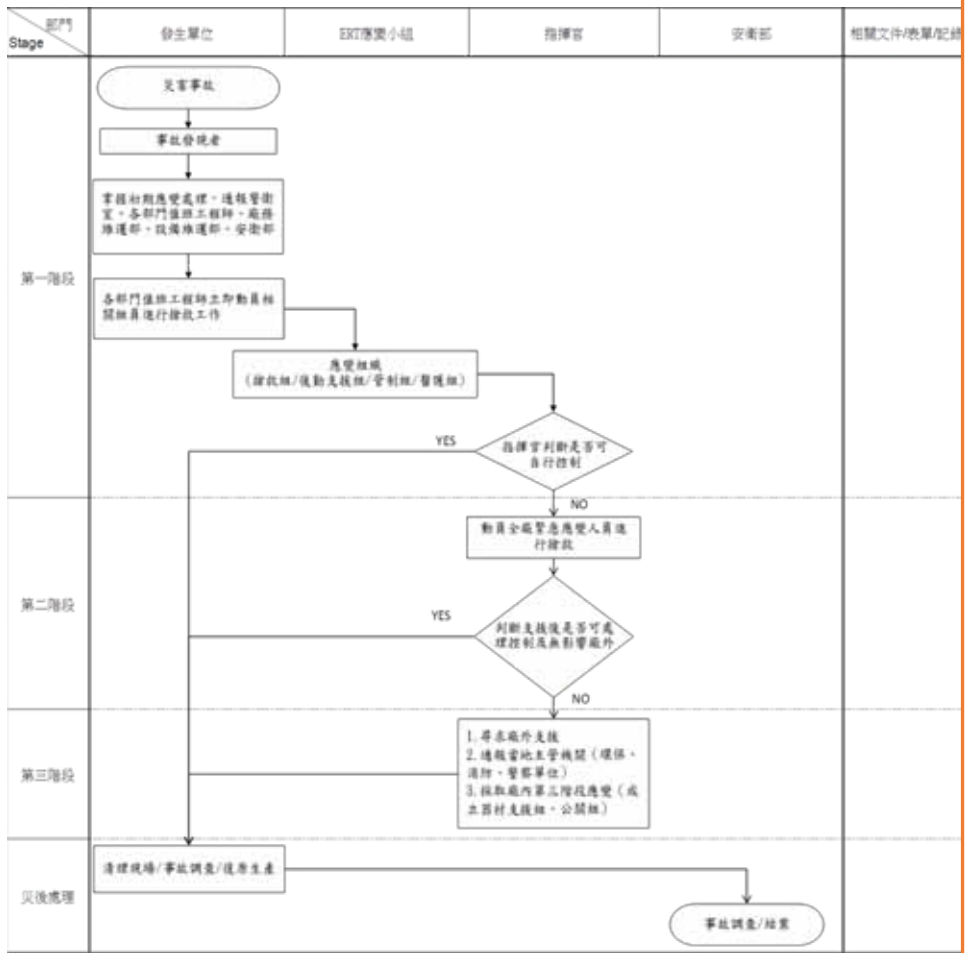 部門
Stage
發生單位
ERT應變小組
指揮官
安衛部
相關文件/表單/記錄
第一階段
災害事故
事故發現者
掌握初期應變處理，通報警衛
室，各部門值班工程師、廠務
維運部、設備維運部、安衛部
各部門值班工程師立即動員相
關組員進行搶救工作
應變組織
(搶救組/後勤支援組/管制組/醫護組)
YES
指揮官判斷是否可
自行控制
NO
第二階段
動員全廠緊急應變人員進
行搶救
YES
判斷支援後是否可處
理控制及無影響廠外
NO
第三階段
1.尋求廠外支援
2.通報當地主管機關(環保、
消防、警察單位)
3.採取廠內第三階段應變(成
立器材支援組、公關組)
災後處理
清理現場/事故調查/復原生產
事故調查/結案